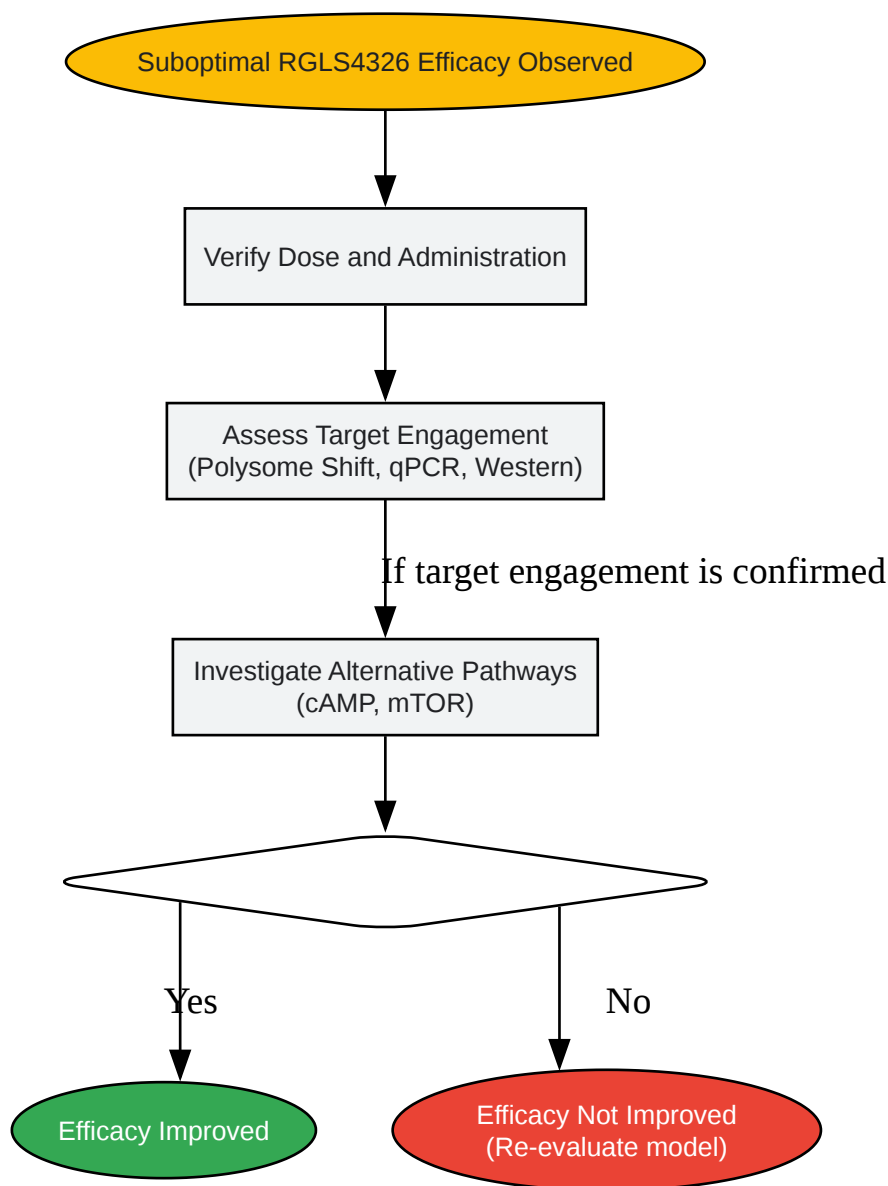 Suboptimal RGLS4326 Efficacy Observed
Verify Dose and Administration
Assess Target Engagement
(Polysome Shift, qPCR, Western)
If target engagement is confirmed
Investigate Alternative Pathways
(cAMP, mTOR)
Yes
No
Efficacy Improved
Efficacy Not Improved
(Re-evaluate model)